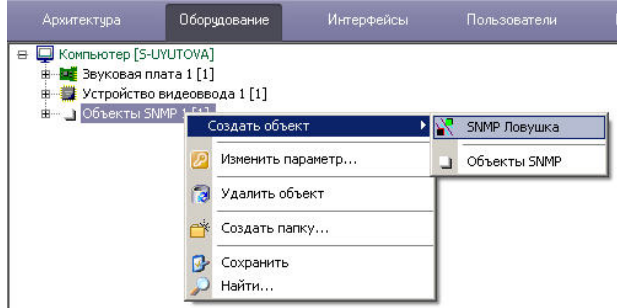 Архитектура Оборудование Интерфейсы Пользователи
Компьютер [S-UYUTOVA]
Звуковая плата 1 [1]
Устройство видеоввода 1 [1]
Объекты SNMP 1 [1]
Создать объект
SNMP Ловушка
Изменить параметр...
Объекты SNMP
Удалить объект
Создать папку...
Сохранить
Найти...